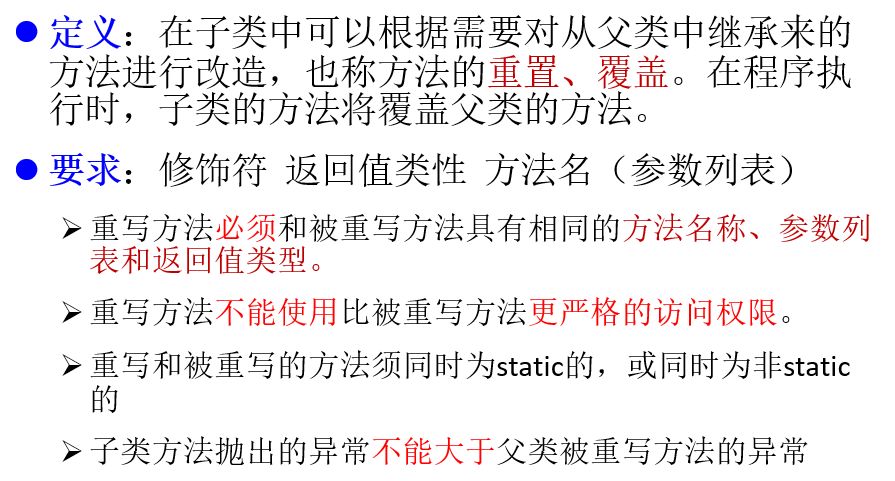 ● 定义：在子类中可以根据需要对从父类中继承来的
方法进行改造，也称方法的重置、覆盖。在程序执
行时，子类的方法将覆盖父类的方法。
● 要求：修饰符 返回值类性 方法名（参数列表）
➢ 重写方法必须和被重写方法具有相同的方法名称、参数列
表和返回值类型。
➢ 重写方法不能使用比被重写方法更严格的访问权限。
➢ 重写和被重写的方法须同时为static的，或同时为非static
的
➢ 子类方法抛出的异常不能大于父类被重写方法的异常